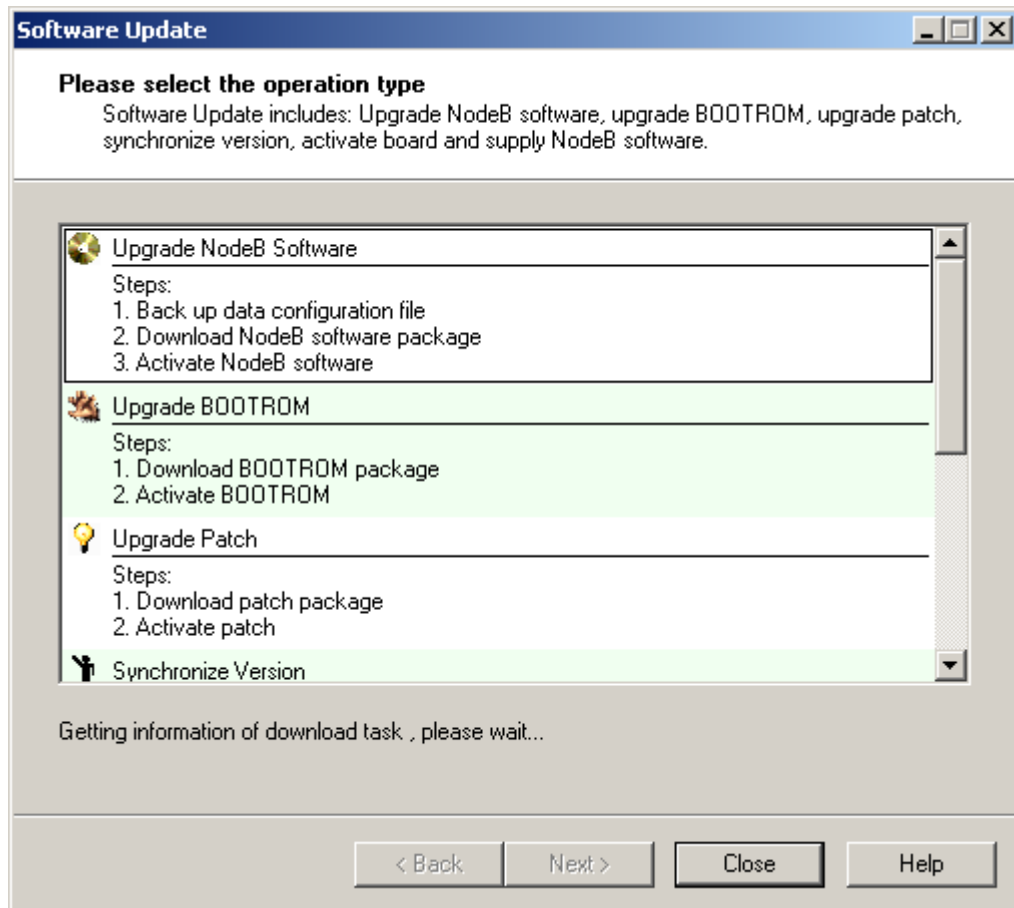 Software Update
Please select the operation type
Software Update includes: Upgrade NodeB software, upgrade BOOTROM, upgrade patch,
synchronize version, activate board and supply NodeB software.
Upgrade NodeB Software
Steps:
1. Back up data configuration file
2. Download NodeB software package
3. Activate NodeB software
Upgrade BOOTROM
Steps:
1. Download BOOTROM package
2. Activate BOOTROM
Upgrade Patch
Steps:
1. Download patch package
2. Activate patch
Synchronize Version
Getting information of download task , please wait...
< Back Next > Close Help